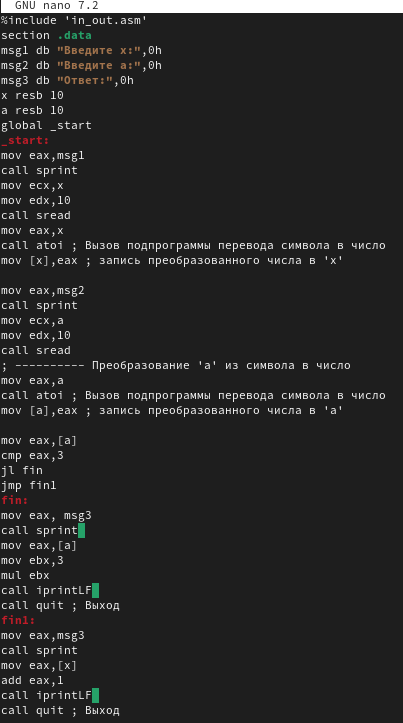 GNU nano 7.2
%include 'in_out.asm'
section .data
msg1 db "Введите x:",0h
msg2 db "Введите a:",0h
msg3 db "Ответ:",0h
x resb 10
a resb 10
global _start
_start:
mov eax,msg1
call sprint
mov ecx,x
mov edx,10
call sread
mov eax,x
call atoi ; Вызов подпрограммы перевода символа в число
mov [x],eax ; запись преобразованного числа в 'x'
mov eax,msg2
call sprint
mov ecx,a
mov edx,10
call sread
; ---------- Преобразование 'a' из символа в число
mov eax,a
call atoi ; Вызов подпрограммы перевода символа в число
mov [a],eax ; запись преобразованного числа в 'a'
mov eax,[a]
cmp eax,3
jl fin
jmp fin1
fin:
mov eax, msg3
call sprint
mov eax,[a]
mov ebx,3
mul ebx
call iprintLF
call quit ; Выход
fin1:
mov eax,msg3
call sprint
mov eax,[x]
add eax,1
call iprintLF
call quit ; Выход